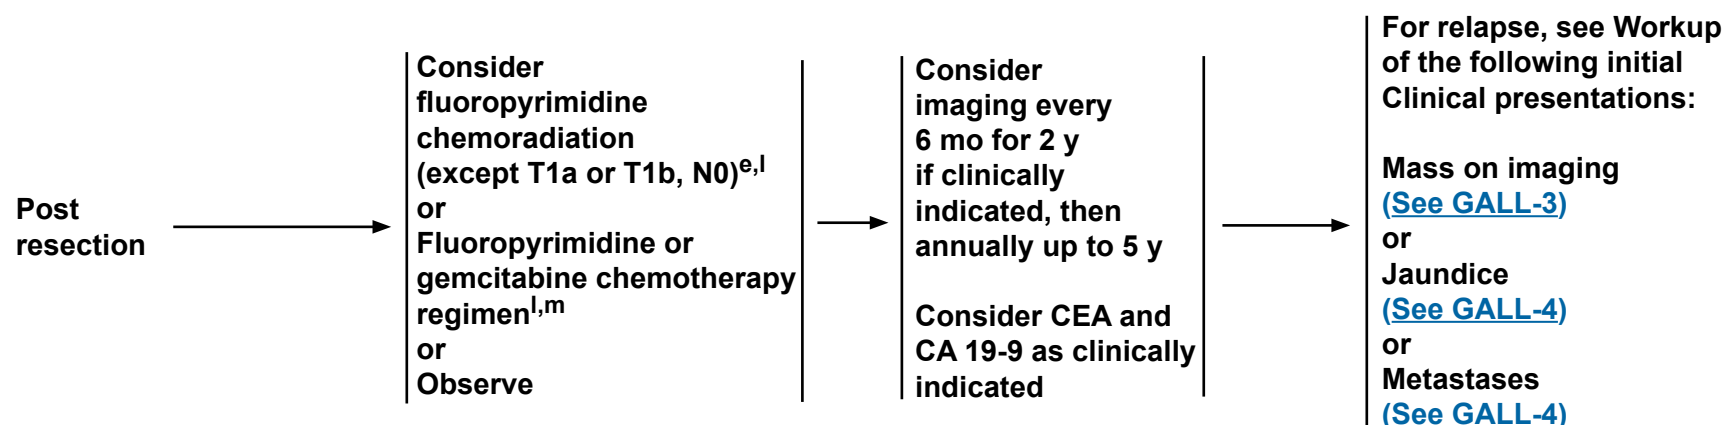 Post
resection
Consider
fluoropyrimidine
chemoradiation
(except T1a or T1b, N0)e,l
or
Fluoropyrimidine or
gemcitabine chemotherapy
regimenl,m
or
Observe
Consider
imaging every
6 mo for 2 y
if clinically
indicated, then
annually up to 5 y
Consider CEA and
CA 19-9 as clinically
indicated
For relapse, see Workup
of the following initial
Clinical presentations:
Mass on imaging
(See GALL-3)
or
Jaundice
(See GALL-4)
or
Metastases
(See GALL-4)